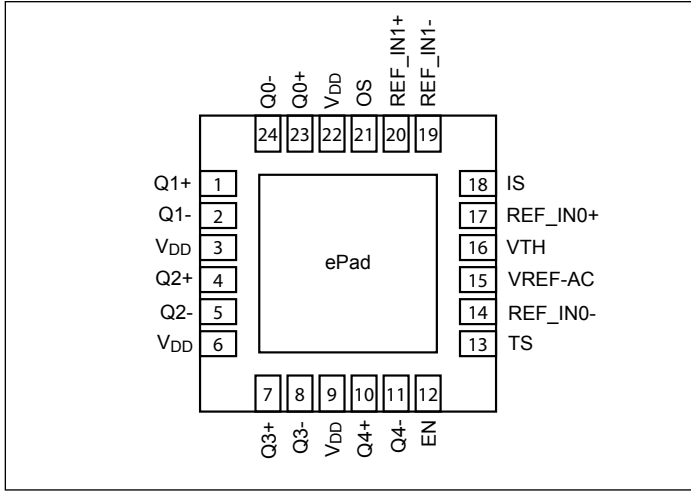 Q0-
Q0+
VDD
OS
REF_IN1+
REF_IN1-
24
23
22
21
20
19
Q1+ 1
Q1- 2
VDD 3
Q2+ 4
Q2- 5
VDD 6
ePad
18 IS
17 REF_IN0+
16 VTH
15 VREF-AC
14 REF_IN0-
13 TS
7
8
9
10
11
12
Q3+
Q3-
VDD
Q4+
Q4-
EN